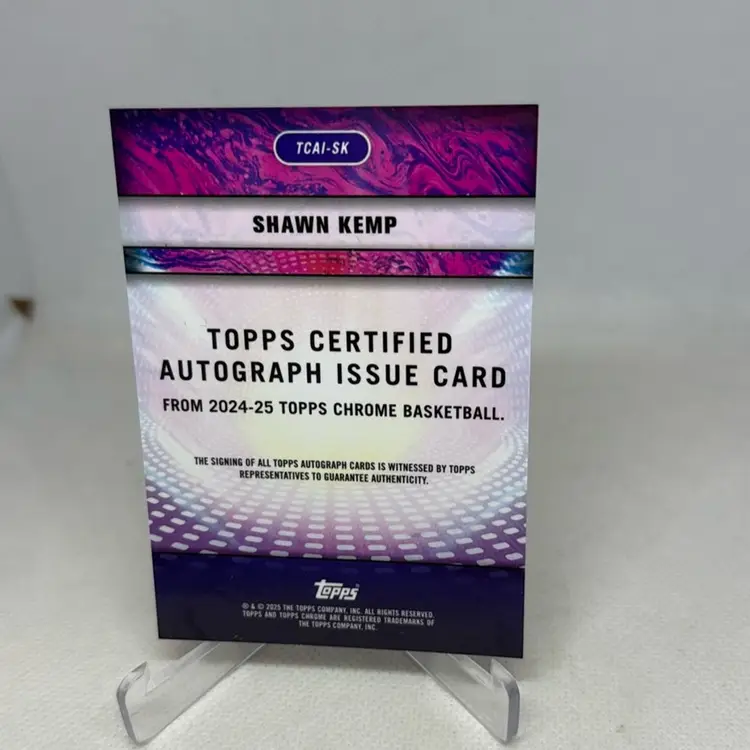 TCAI-SK
SHAWN KEMP
TOPPS CERTIFIED
AUTOGRAPH ISSUE CARD
FROM 2024-25 TOPPS CHROME BASKETBALL.
THE SIGNING OF ALL TOPPS AUTOGRAPH CARDS IS WITNESSED BY TOPPS
REPRESENTATIVES TO GUARANTEE AUTHENTICITY.
Topps®
® & © 2025 THE TOPPS COMPANY, INC. ALL RIGHTS RESERVED.
TOPPS AND TOPPS CHROME ARE REGISTERED TRADEMARKS OF
THE TOPPS COMPANY, INC.